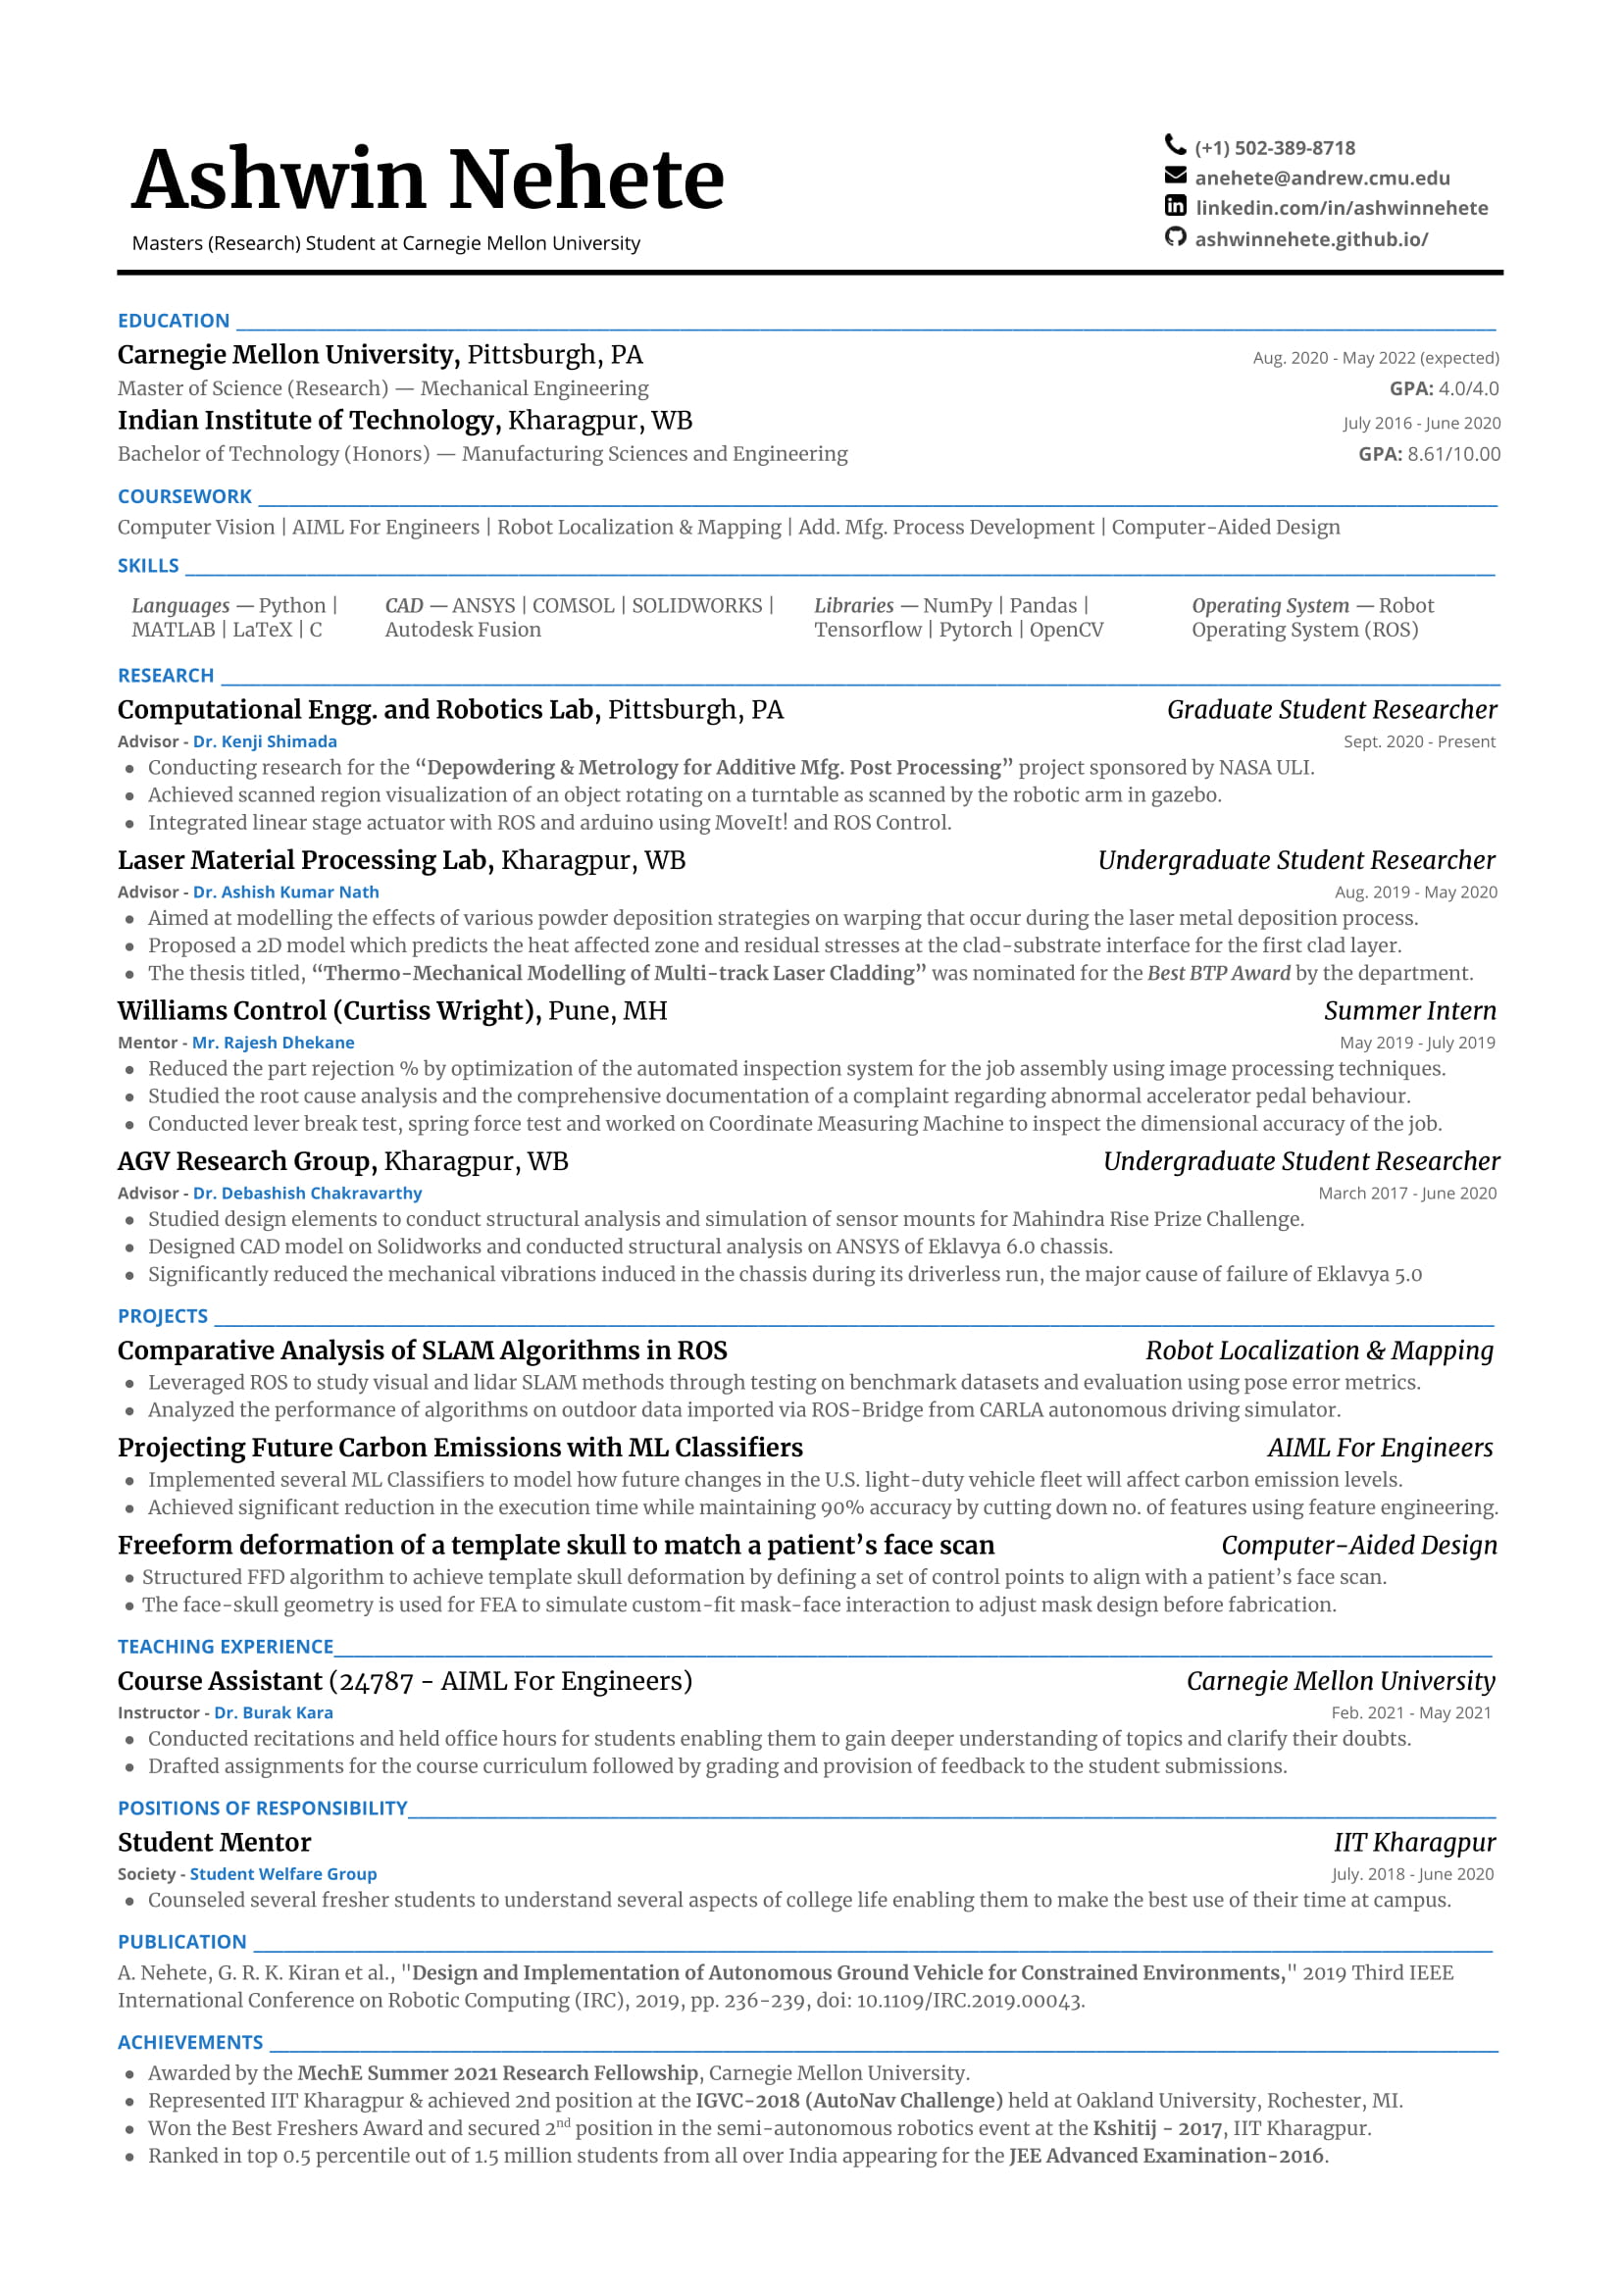 Ashwin Nehete
Masters (Research) Student at Carnegie Mellon University
(+1) 502-389-8718
anehete@andrew.cmu.edu
linkedin.com/in/ashwinnehete
ashwinnehete.github.io/
EDUCATION
Carnegie Mellon University, Pittsburgh, PA Aug. 2020 - May 2022 (expected)
Master of Science (Research) — Mechanical Engineering GPA: 4.0/4.0
Indian Institute of Technology, Kharagpur, WB July 2016 - June 2020
Bachelor of Technology (Honors) — Manufacturing Sciences and Engineering GPA: 8.61/10.00
COURSEWORK
Computer Vision | AIML For Engineers | Robot Localization & Mapping | Add. Mfg. Process Development | Computer-Aided Design
SKILLS
Languages — Python |
MATLAB | LaTeX | C
CAD — ANSYS | COMSOL | SOLIDWORKS |
Autodesk Fusion
Libraries — NumPy | Pandas |
Tensorflow | Pytorch | OpenCV
Operating System — Robot
Operating System (ROS)
RESEARCH
Computational Engg. and Robotics Lab, Pittsburgh, PA Graduate Student Researcher
Advisor - Dr. Kenji Shimada Sept. 2020 - Present
• Conducting research for the “Depowdering & Metrology for Additive Mfg. Post Processing” project sponsored by NASA ULI.
• Achieved scanned region visualization of an object rotating on a turntable as scanned by the robotic arm in gazebo.
• Integrated linear stage actuator with ROS and arduino using MoveIt! and ROS Control.
Laser Material Processing Lab, Kharagpur, WB Undergraduate Student Researcher
Advisor - Dr. Ashish Kumar Nath Aug. 2019 - May 2020
• Aimed at modelling the effects of various powder deposition strategies on warping that occur during the laser metal deposition process.
• Proposed a 2D model which predicts the heat affected zone and residual stresses at the clad-substrate interface for the first clad layer.
• The thesis titled, “Thermo-Mechanical Modelling of Multi-track Laser Cladding” was nominated for the Best BTP Award by the department.
Williams Control (Curtiss Wright), Pune, MH Summer Intern
Mentor - Mr. Rajesh Dhekane May 2019 - July 2019
• Reduced the part rejection % by optimization of the automated inspection system for the job assembly using image processing techniques.
• Studied the root cause analysis and the comprehensive documentation of a complaint regarding abnormal accelerator pedal behaviour.
• Conducted lever break test, spring force test and worked on Coordinate Measuring Machine to inspect the dimensional accuracy of the job.
AGV Research Group, Kharagpur, WB Undergraduate Student Researcher
Advisor - Dr. Debashish Chakravarthy March 2017 - June 2020
• Studied design elements to conduct structural analysis and simulation of sensor mounts for Mahindra Rise Prize Challenge.
• Designed CAD model on Solidworks and conducted structural analysis on ANSYS of Eklavya 6.0 chassis.
• Significantly reduced the mechanical vibrations induced in the chassis during its driverless run, the major cause of failure of Eklavya 5.0
PROJECTS
Comparative Analysis of SLAM Algorithms in ROS Robot Localization & Mapping
• Leveraged ROS to study visual and lidar SLAM methods through testing on benchmark datasets and evaluation using pose error metrics.
• Analyzed the performance of algorithms on outdoor data imported via ROS-Bridge from CARLA autonomous driving simulator.
Projecting Future Carbon Emissions with ML Classifiers AIML For Engineers
• Implemented several ML Classifiers to model how future changes in the U.S. light-duty vehicle fleet will affect carbon emission levels.
• Achieved significant reduction in the execution time while maintaining 90% accuracy by cutting down no. of features using feature engineering.
Freeform deformation of a template skull to match a patient’s face scan Computer-Aided Design
• Structured FFD algorithm to achieve template skull deformation by defining a set of control points to align with a patient’s face scan.
• The face-skull geometry is used for FEA to simulate custom-fit mask-face interaction to adjust mask design before fabrication.
TEACHING EXPERIENCE
Course Assistant (24787 - AIML For Engineers) Carnegie Mellon University
Instructor - Dr. Burak Kara Feb. 2021 - May 2021
• Conducted recitations and held office hours for students enabling them to gain deeper understanding of topics and clarify their doubts.
• Drafted assignments for the course curriculum followed by grading and provision of feedback to the student submissions.
POSITIONS OF RESPONSIBILITY
Student Mentor IIT Kharagpur
Society - Student Welfare Group July. 2018 - June 2020
• Counseled several fresher students to understand several aspects of college life enabling them to make the best use of their time at campus.
PUBLICATION
A. Nehete, G. R. K. Kiran et al., "Design and Implementation of Autonomous Ground Vehicle for Constrained Environments," 2019 Third IEEE
International Conference on Robotic Computing (IRC), 2019, pp. 236-239, doi: 10.1109/IRC.2019.00043.
ACHIEVEMENTS
• Awarded by the MechE Summer 2021 Research Fellowship, Carnegie Mellon University.
• Represented IIT Kharagpur & achieved 2nd position at the IGVC-2018 (AutoNav Challenge) held at Oakland University, Rochester, MI.
• Won the Best Freshers Award and secured 2nd position in the semi-autonomous robotics event at the Kshitij - 2017, IIT Kharagpur.
• Ranked in top 0.5 percentile out of 1.5 million students from all over India appearing for the JEE Advanced Examination-2016.